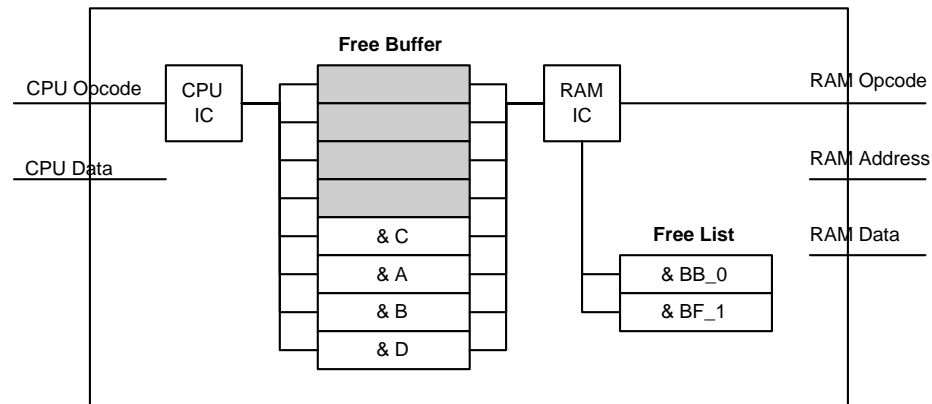 Free Buffer
CPU Opcode
CPU
IC
RAM
IC
RAM Opcode
CPU Data
RAM Address
& C
Free List
RAM Data
& A
& BB_0
& B
& BF_1
& D